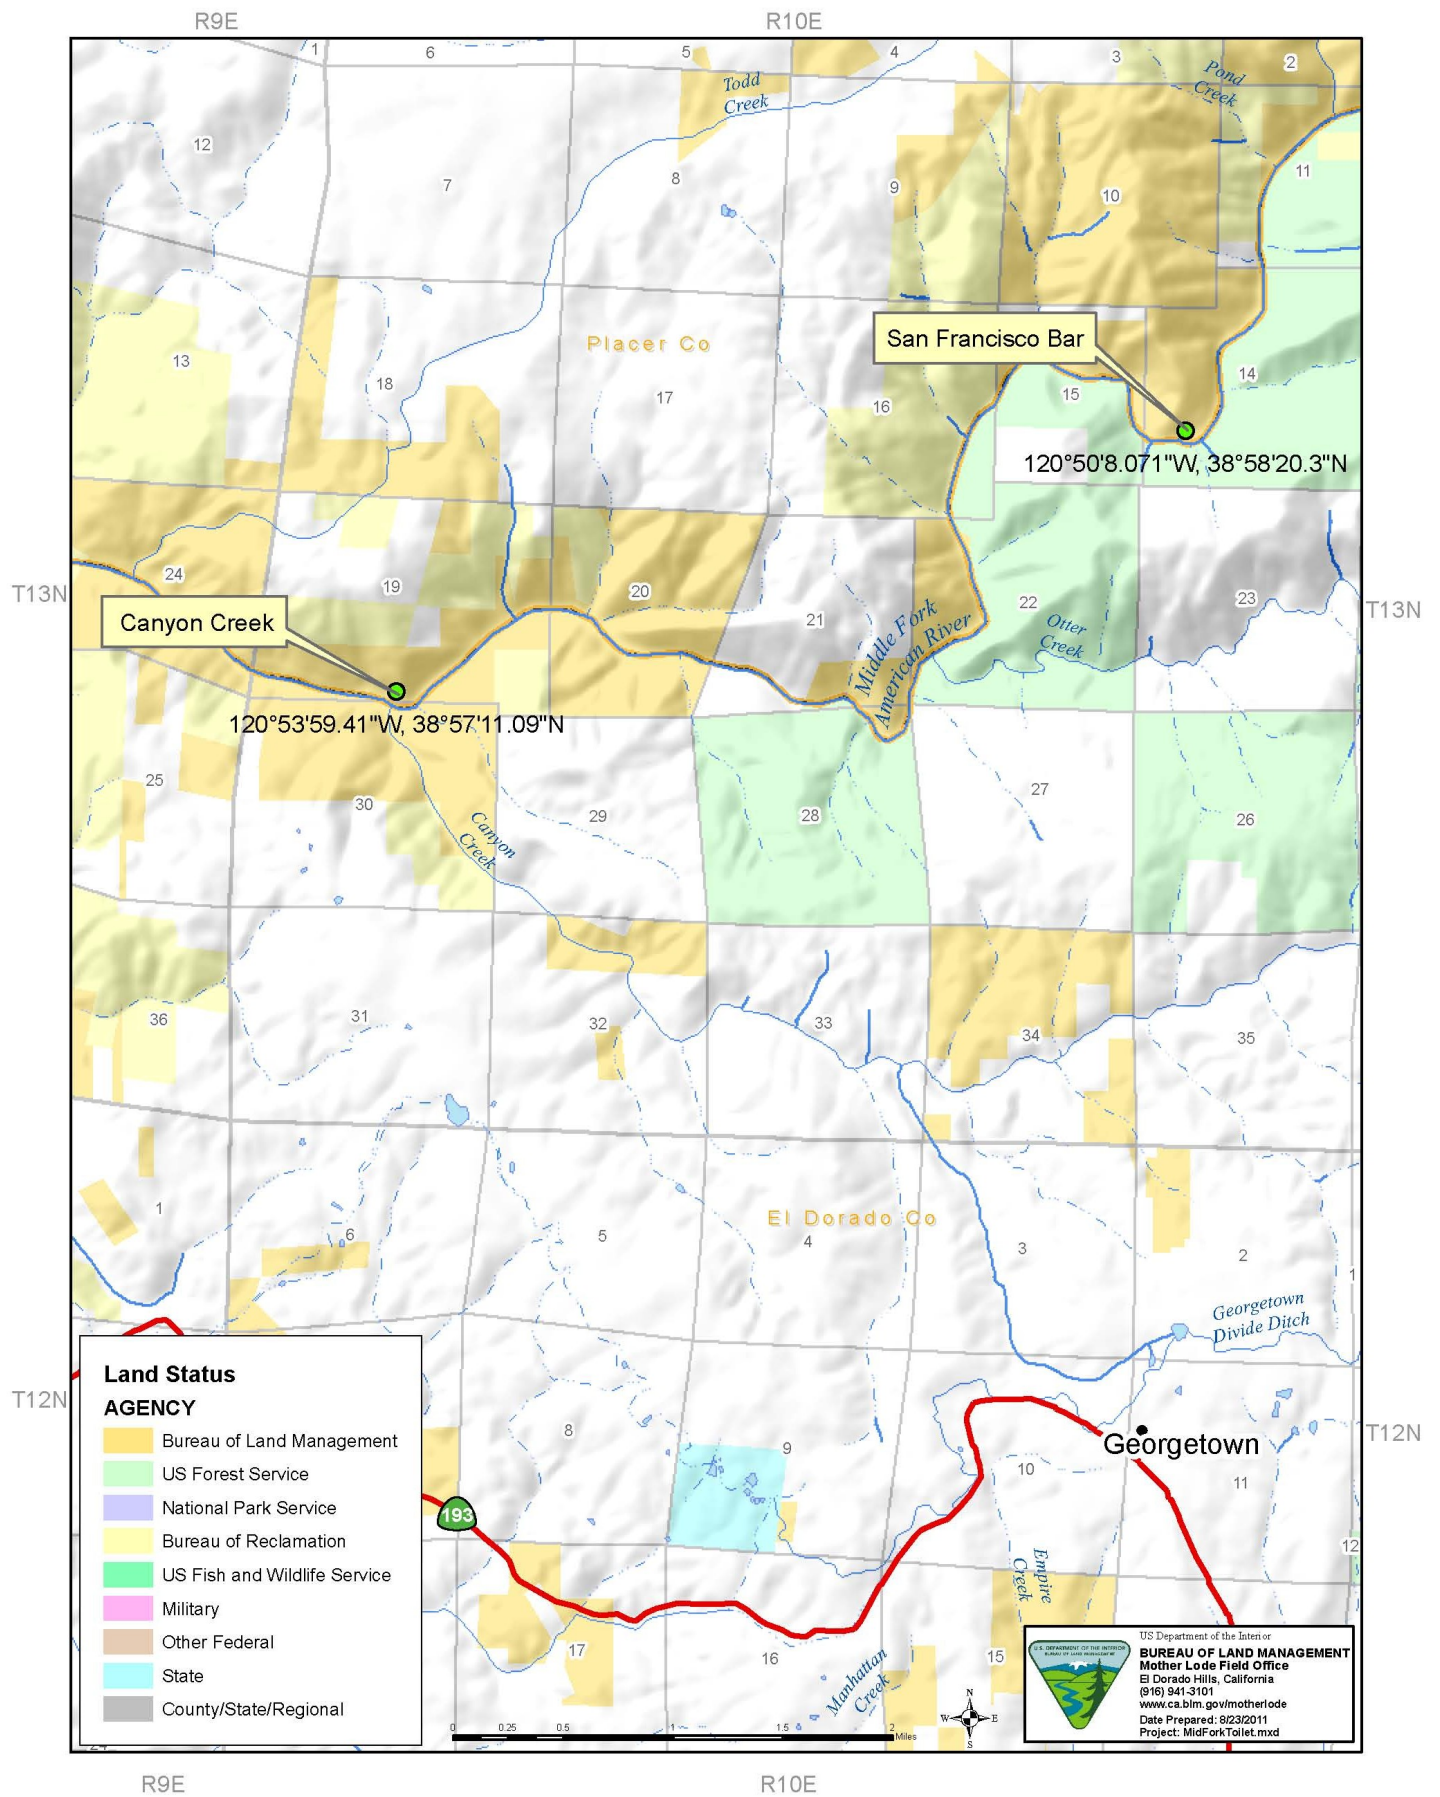 R9E
R10E
1
6
5
4
3
2
Todd
Creek
Pond
Creek
12
7
8
9
10
11
Placer Co
San Francisco Bar
13
18
17
16
15
14
120°50'8.071"W, 38°58'20.3"N
T13N
24
19
20
21
22
23
T13N
Canyon Creek
Middle Fork
American River
Otter
Creek
120°53'59.41"W, 38°57'11.09"N
25
30
29
28
27
26
Canyon
Creek
36
31
32
33
34
35
1
6
5
El Dorado Co
4
3
2
1
Georgetown
Divide Ditch
T12N
T12N
Land Status
AGENCY
Bureau of Land Management
US Forest Service
National Park Service
Bureau of Reclamation
US Fish and Wildlife Service
Military
Other Federal
State
County/State/Regional
8
9
10
Georgetown
11
12
193
Empire
Creek
17
16
15
Manhattan
Creek
N
W
E
S
0
0.25
0.5
1
1.5
2
Miles
US Department of the Interior
BUREAU OF LAND MANAGEMENT
Mother Lode Field Office
El Dorado Hills, California
(916) 941-3101
www.ca.blm.gov/motherlode
Date Prepared: 8/23/2011
Project: MidForkToilet.mxd
U.S. DEPARTMENT OF THE INTERIOR
BUREAU OF LAND MANAGEMENT
R9E
R10E